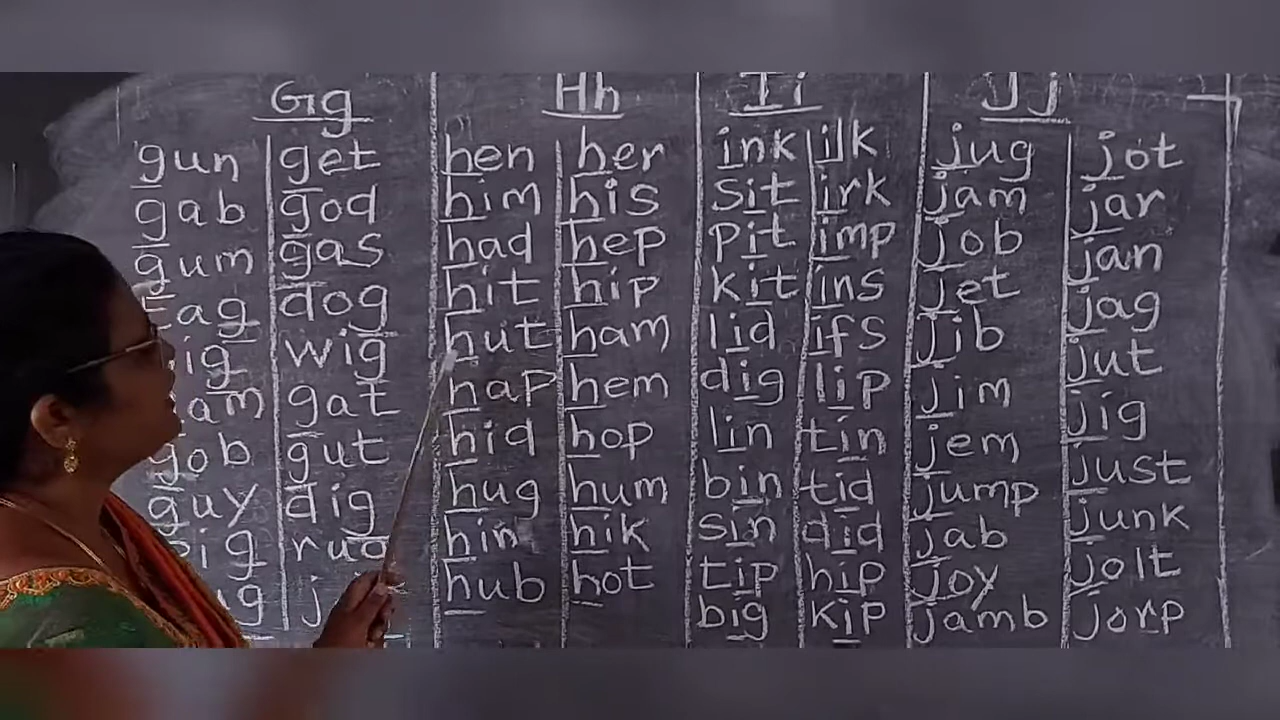 Gg Hh Ii Jj
gun get hen her ink ilk jug jot
gab god him his sit irk jam jar
gum gas had hep pit imp job jan
tag dog hit hip kit ins jet jag
wig hut ham lid ifs jib jut
gat hap hem dig lip jim jig
gob gut hid hop lin tin jem just
guy dig hug hum bin tid jump junk
hin hik sin did jab jolt
hub hot tip hip joy jorp
big kip jamb